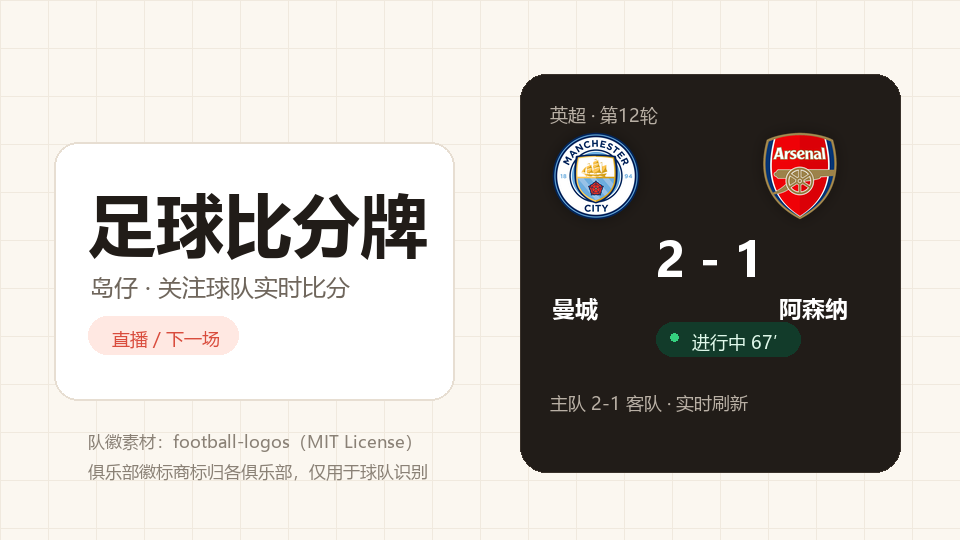 足球比分牌
岛仔 · 关注球队实时比分
直播 / 下一场
队徽素材：football-logos（MIT License）
俱乐部徽标商标归各俱乐部，仅用于球队识别
英超 · 第12轮
MANCHESTER
18 94
CITY
Arsenal
2 - 1
曼城
阿森纳
进行中 67′
主队 2-1 客队 · 实时刷新